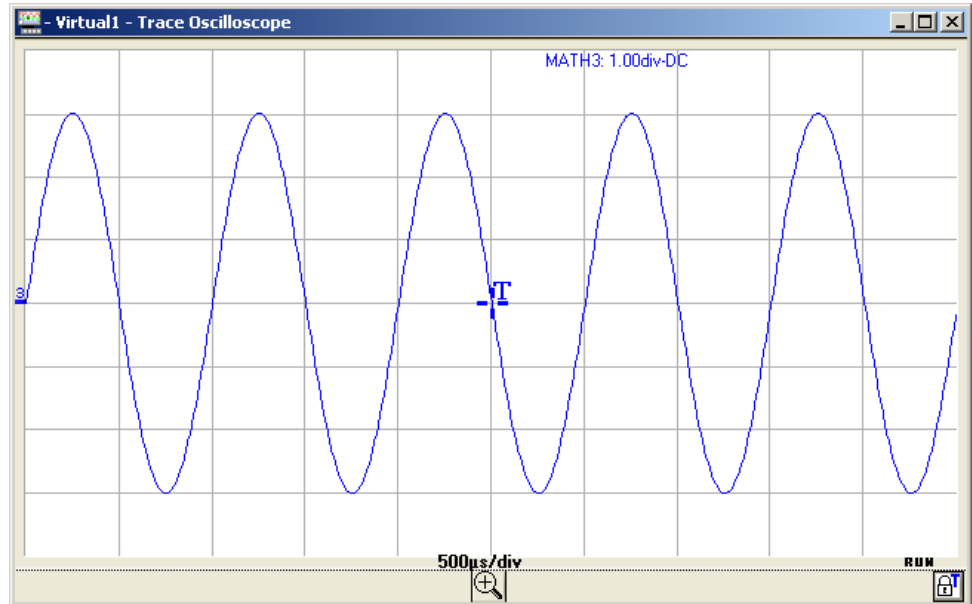 - Virtual1 - Trace Oscilloscope
MATH3: 1.00div-DC
3
T
500µs/div
RUN
T